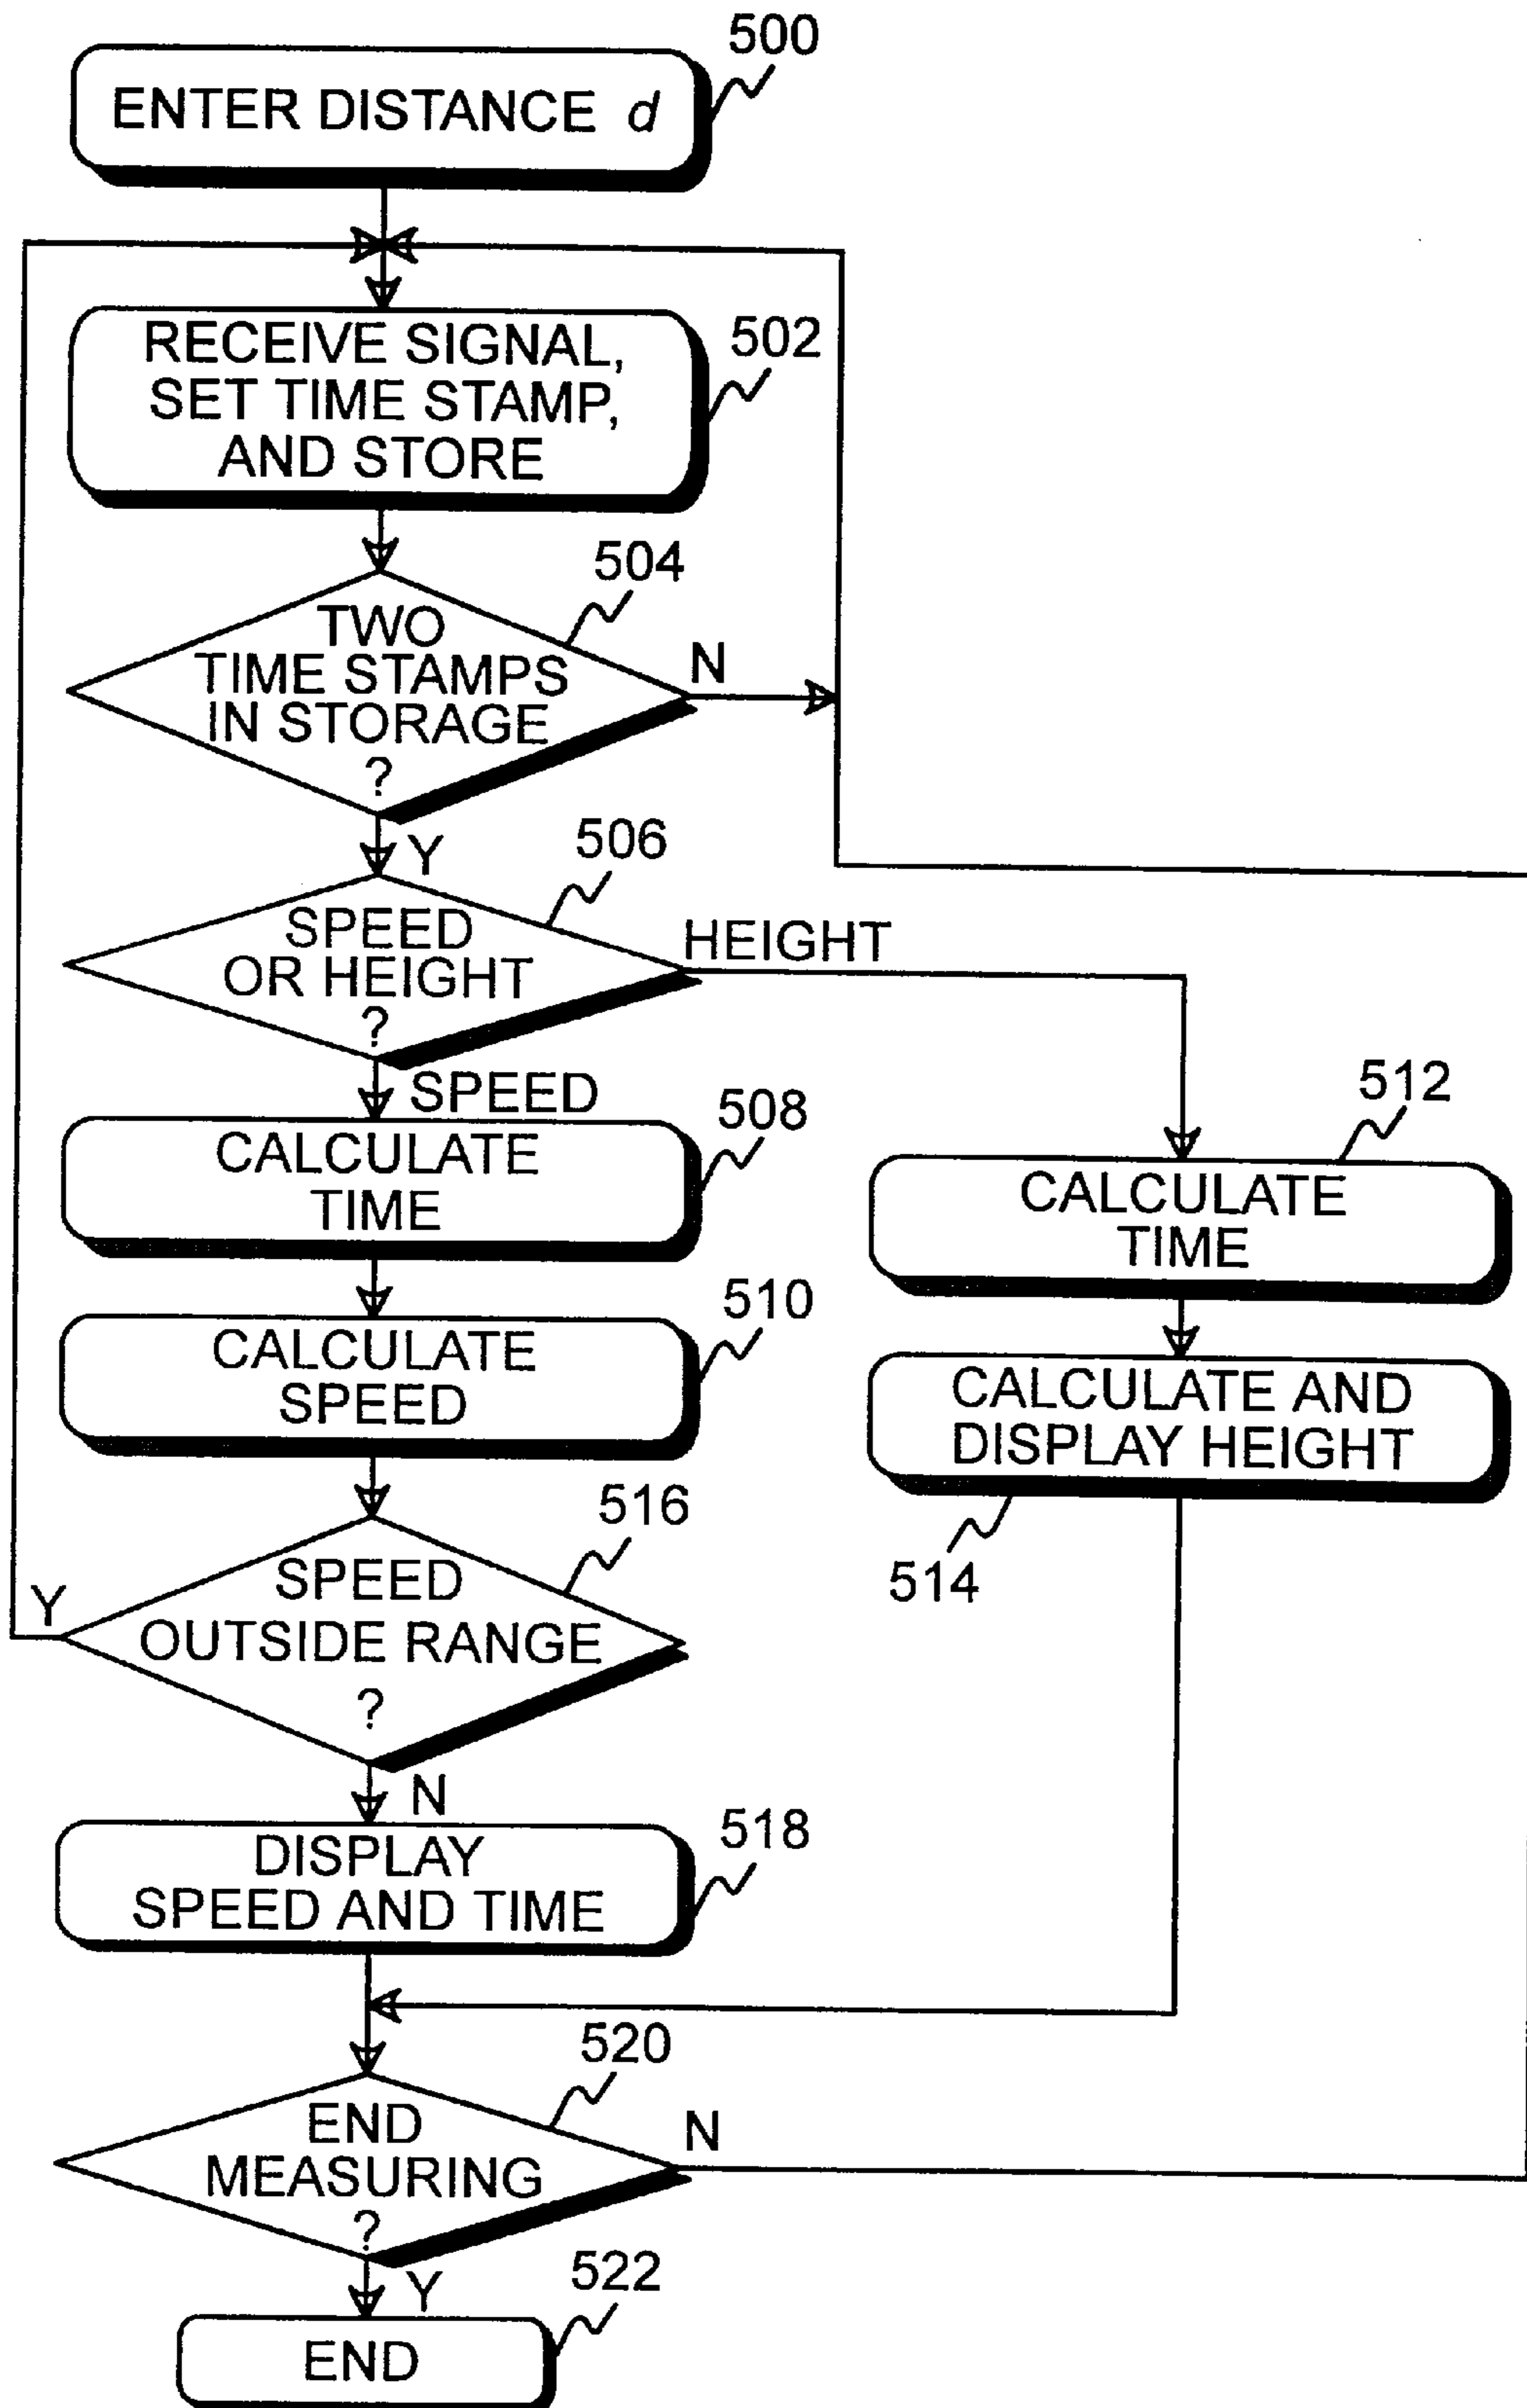 500
ENTER DISTANCE d
RECEIVE SIGNAL,
SET TIME STAMP,
AND STORE
502
504
TWO
TIME STAMPS
IN STORAGE
?
N
Y
506
SPEED
OR HEIGHT
?
HEIGHT
SPEED
508
CALCULATE
TIME
512
CALCULATE
TIME
510
CALCULATE
SPEED
CALCULATE AND
DISPLAY HEIGHT
514
516
SPEED
OUTSIDE RANGE
?
Y
N
518
DISPLAY
SPEED AND TIME
520
END
MEASURING
?
N
Y
522
END